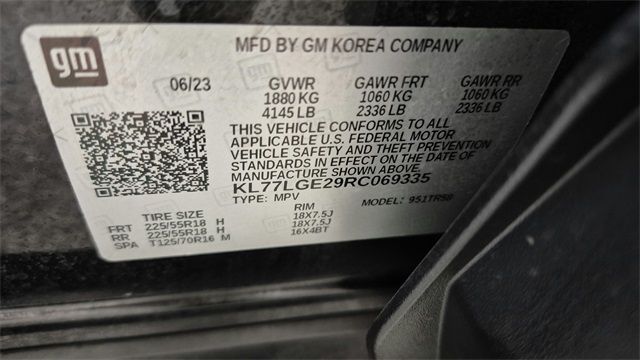 gm MFD BY GM KOREA COMPANY
06/23 GVWR GAWR FRT GAWR RR
1880 KG 1060 KG 1060 KG
4145 LB 2336 LB 2336 LB
THIS VEHICLE CONFORMS TO ALL
APPLICABLE U.S. FEDERAL MOTOR
VEHICLE SAFETY AND THEFT PREVENTION
STANDARDS IN EFFECT ON THE DATE OF
MANUFACTURE SHOWN ABOVE.
KL77LGE29RC069335
TYPE: MPV MODEL: 951TR58
TIRE SIZE RIM
FRT 225/55R18 H 18X7.5J
RR 225/55R18 H 18X7.5J
SPA T125/70R16 M 16X4BT